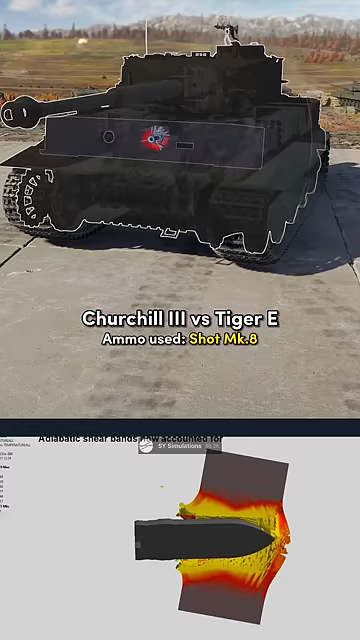 Churchill III vs Tiger E
Ammo used: Shot Mk.8
Adiabatic shear bands now accounted for
SY Simulations